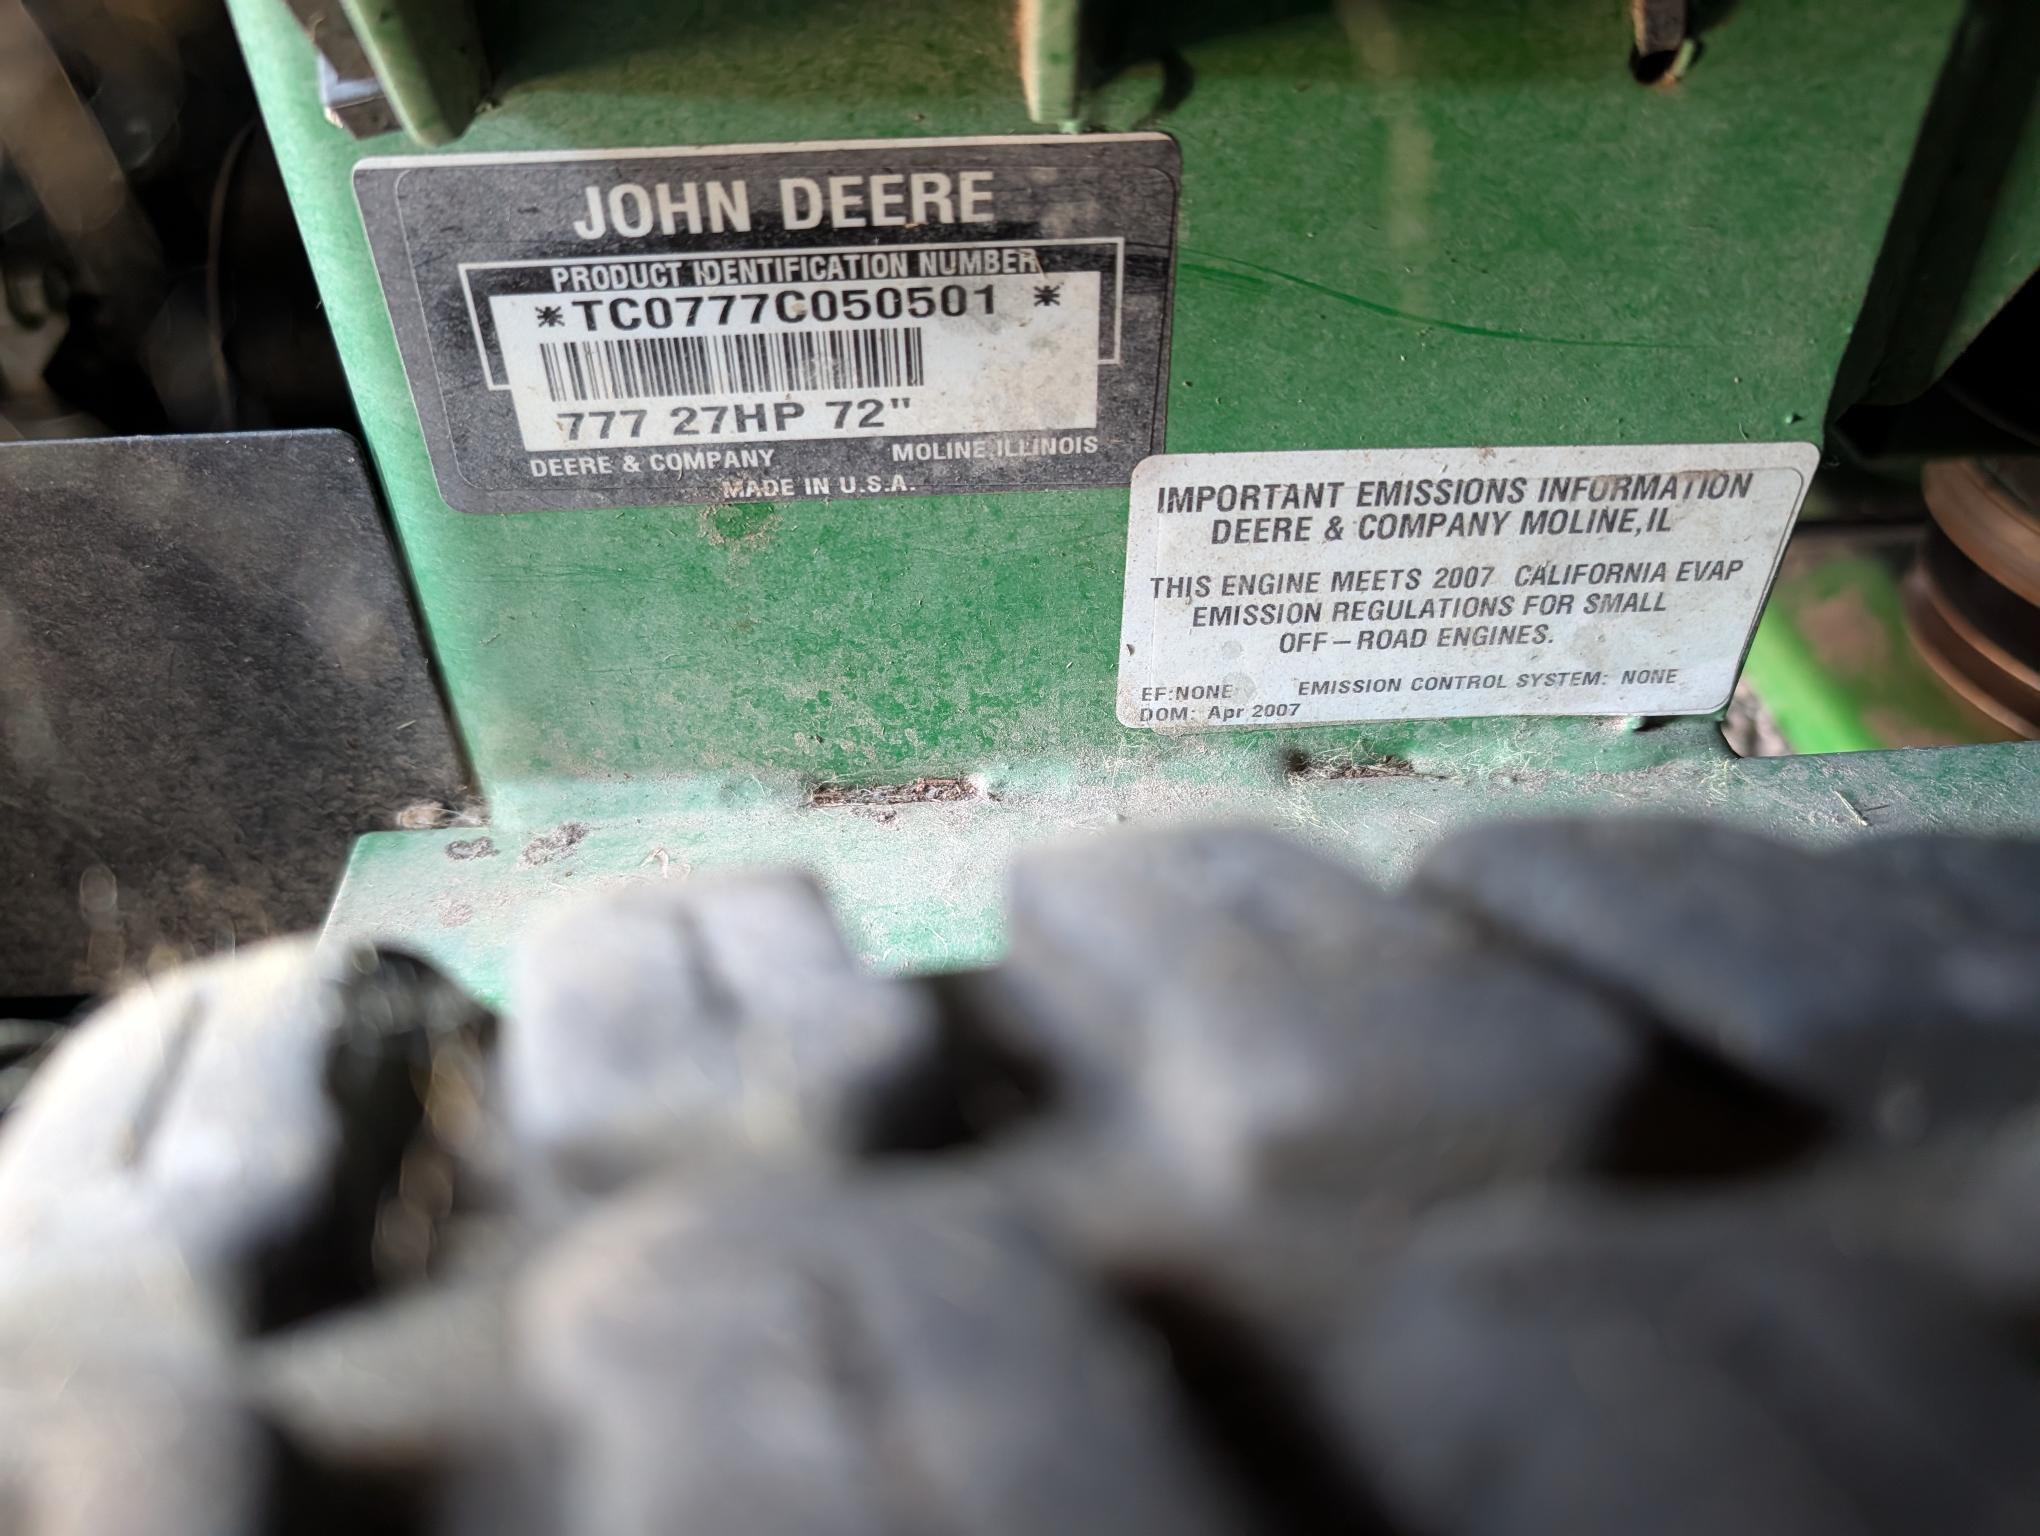 JOHN DEERE
PRODUCT IDENTIFICATION NUMBER
*TC0777C050501 *
777 27HP 72"
DEERE & COMPANY MOLINE,ILLINOIS
MADE IN U.S.A.
IMPORTANT EMISSIONS INFORMATION
DEERE & COMPANY MOLINE,IL
THIS ENGINE MEETS 2007 CALIFORNIA EVAP
EMISSION REGULATIONS FOR SMALL
OFF-ROAD ENGINES.
EF:NONE EMISSION CONTROL SYSTEM: NONE
DOM: Apr 2007